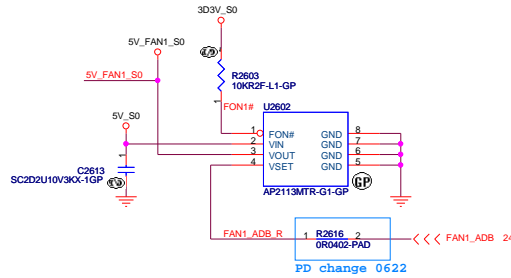 3D3V_S0
5V_FAN1_S0
5V_FAN1_S0
R2603
10KR2F-L1-GP
FON1#
U2602
5V_S0
1 FON# GND 8
2 VIN GND 7
3 VOUT GND 6
4 VSET GND 5
C2613
SC2D2U10V3KX-1GP
AP2113MTR-G1-GP
GP
FAN1_ADB_R
1 R2616 2
0R0402-PAD
FAN1_ADB 24
PD change 0622